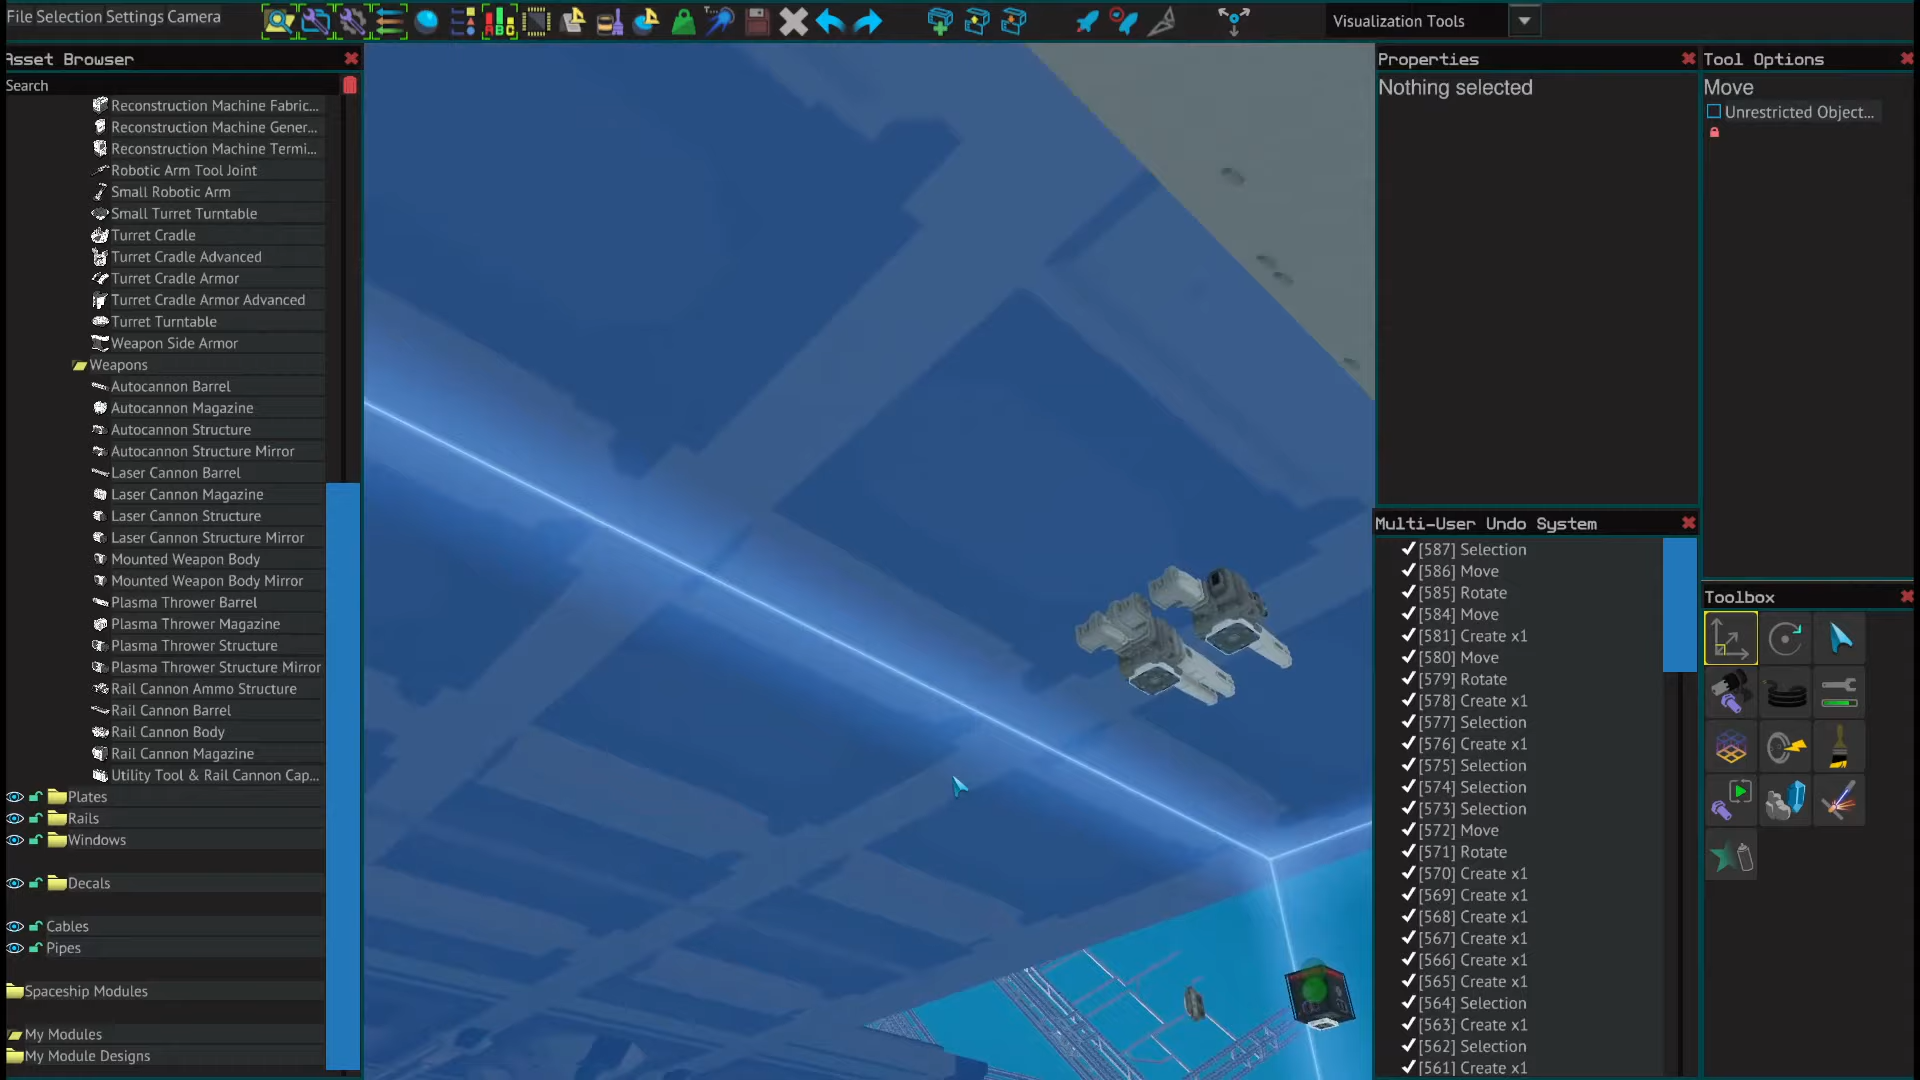 File Selection Settings Camera
Visualization Tools
Asset Browser
Search
Reconstruction Machine Fabric...
Reconstruction Machine Gener...
Reconstruction Machine Termi...
Robotic Arm Tool Joint
Small Robotic Arm
Small Turret Turntable
Turret Cradle
Turret Cradle Advanced
Turret Cradle Armor
Turret Cradle Armor Advanced
Turret Turntable
Weapon Side Armor
Weapons
Autocannon Barrel
Autocannon Magazine
Autocannon Structure
Autocannon Structure Mirror
Laser Cannon Barrel
Laser Cannon Magazine
Laser Cannon Structure
Laser Cannon Structure Mirror
Mounted Weapon Body
Mounted Weapon Body Mirror
Plasma Thrower Barrel
Plasma Thrower Magazine
Plasma Thrower Structure
Plasma Thrower Structure Mirror
Rail Cannon Ammo Structure
Rail Cannon Barrel
Rail Cannon Body
Rail Cannon Magazine
Utility Tool & Rail Cannon Cap...
Plates
Rails
Windows
Decals
Cables
Pipes
Spaceship Modules
My Modules
My Module Designs
Properties
Nothing selected
Multi-User Undo System
[587] Selection
[586] Move
[585] Rotate
[584] Move
[581] Create x1
[580] Move
[579] Rotate
[578] Create x1
[577] Selection
[576] Create x1
[575] Selection
[574] Selection
[573] Selection
[572] Move
[571] Rotate
[570] Create x1
[569] Create x1
[568] Create x1
[567] Create x1
[566] Create x1
[565] Create x1
[564] Selection
[563] Create x1
[562] Selection
[561] Create x1
Tool Options
Move
Unrestricted Object...
Toolbox